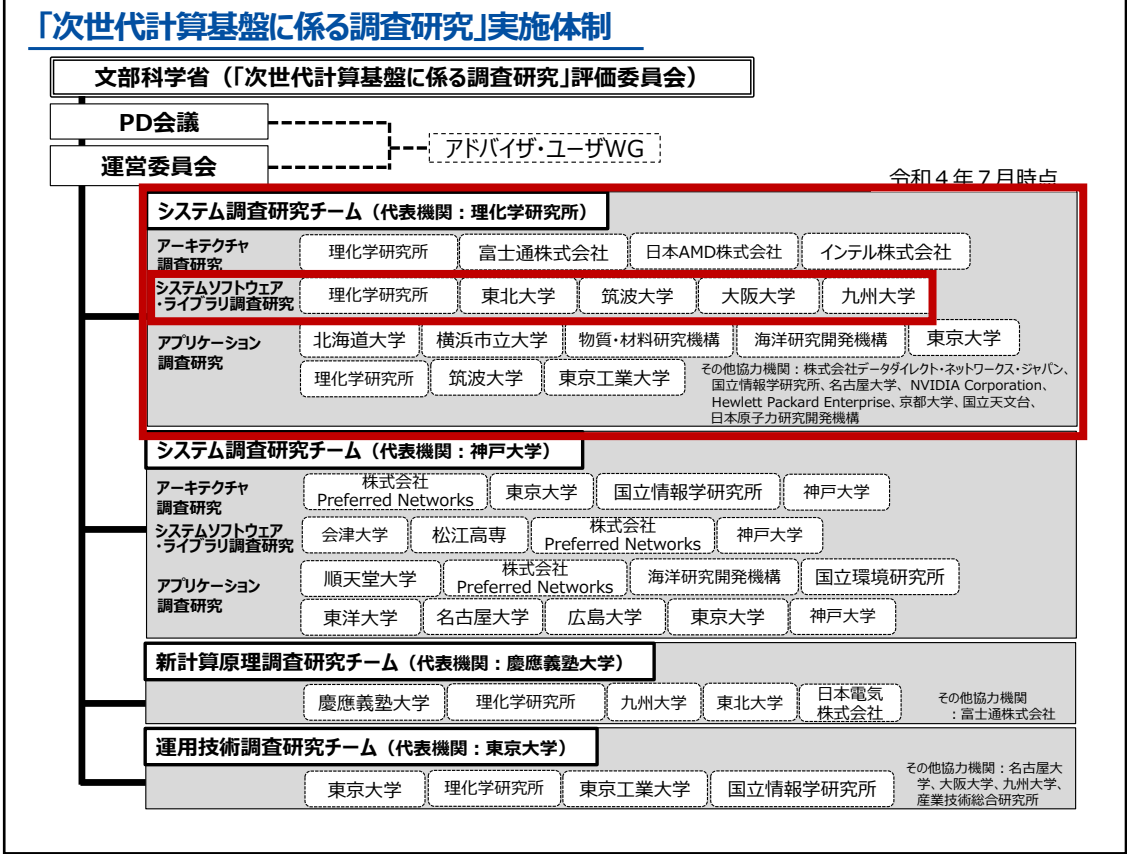 「次世代計算基盤に係る調査研究」実施体制
文部科学省（「次世代計算基盤に係る調査研究」評価委員会）
PD会議
運営委員会
アドバイザ・ユーザWG
令和４年７月時点
システム調査研究チーム（代表機関：理化学研究所）
アーキテクチャ
調査研究
理化学研究所 富士通株式会社 日本AMD株式会社 インテル株式会社
システムソフトウェア
・ライブラリ調査研究
理化学研究所 東北大学 筑波大学 大阪大学 九州大学
アプリケーション
調査研究
北海道大学 横浜市立大学 物質・材料研究機構 海洋研究開発機構 東京大学
理化学研究所 筑波大学 東京工業大学
その他協力機関：株式会社データダイレクト・ネットワークス・ジャパン、
国立情報学研究所、名古屋大学、NVIDIA Corporation、
Hewlett Packard Enterprise、京都大学、国立天文台、
日本原子力研究開発機構
システム調査研究チーム（代表機関：神戸大学）
アーキテクチャ
調査研究
株式会社
Preferred Networks 東京大学 国立情報学研究所 神戸大学
システムソフトウェア
・ライブラリ調査研究
会津大学 松江高専 株式会社
Preferred Networks 神戸大学
アプリケーション
調査研究
順天堂大学 株式会社
Preferred Networks 海洋研究開発機構 国立環境研究所
東洋大学 名古屋大学 広島大学 東京大学 神戸大学
新計算原理調査研究チーム（代表機関：慶應義塾大学）
慶應義塾大学 理化学研究所 九州大学 東北大学 日本電気
株式会社
その他協力機関
：富士通株式会社
運用技術調査研究チーム（代表機関：東京大学）
東京大学 理化学研究所 東京工業大学 国立情報学研究所
その他協力機関：名古屋大
学、大阪大学、九州大学、
産業技術総合研究所